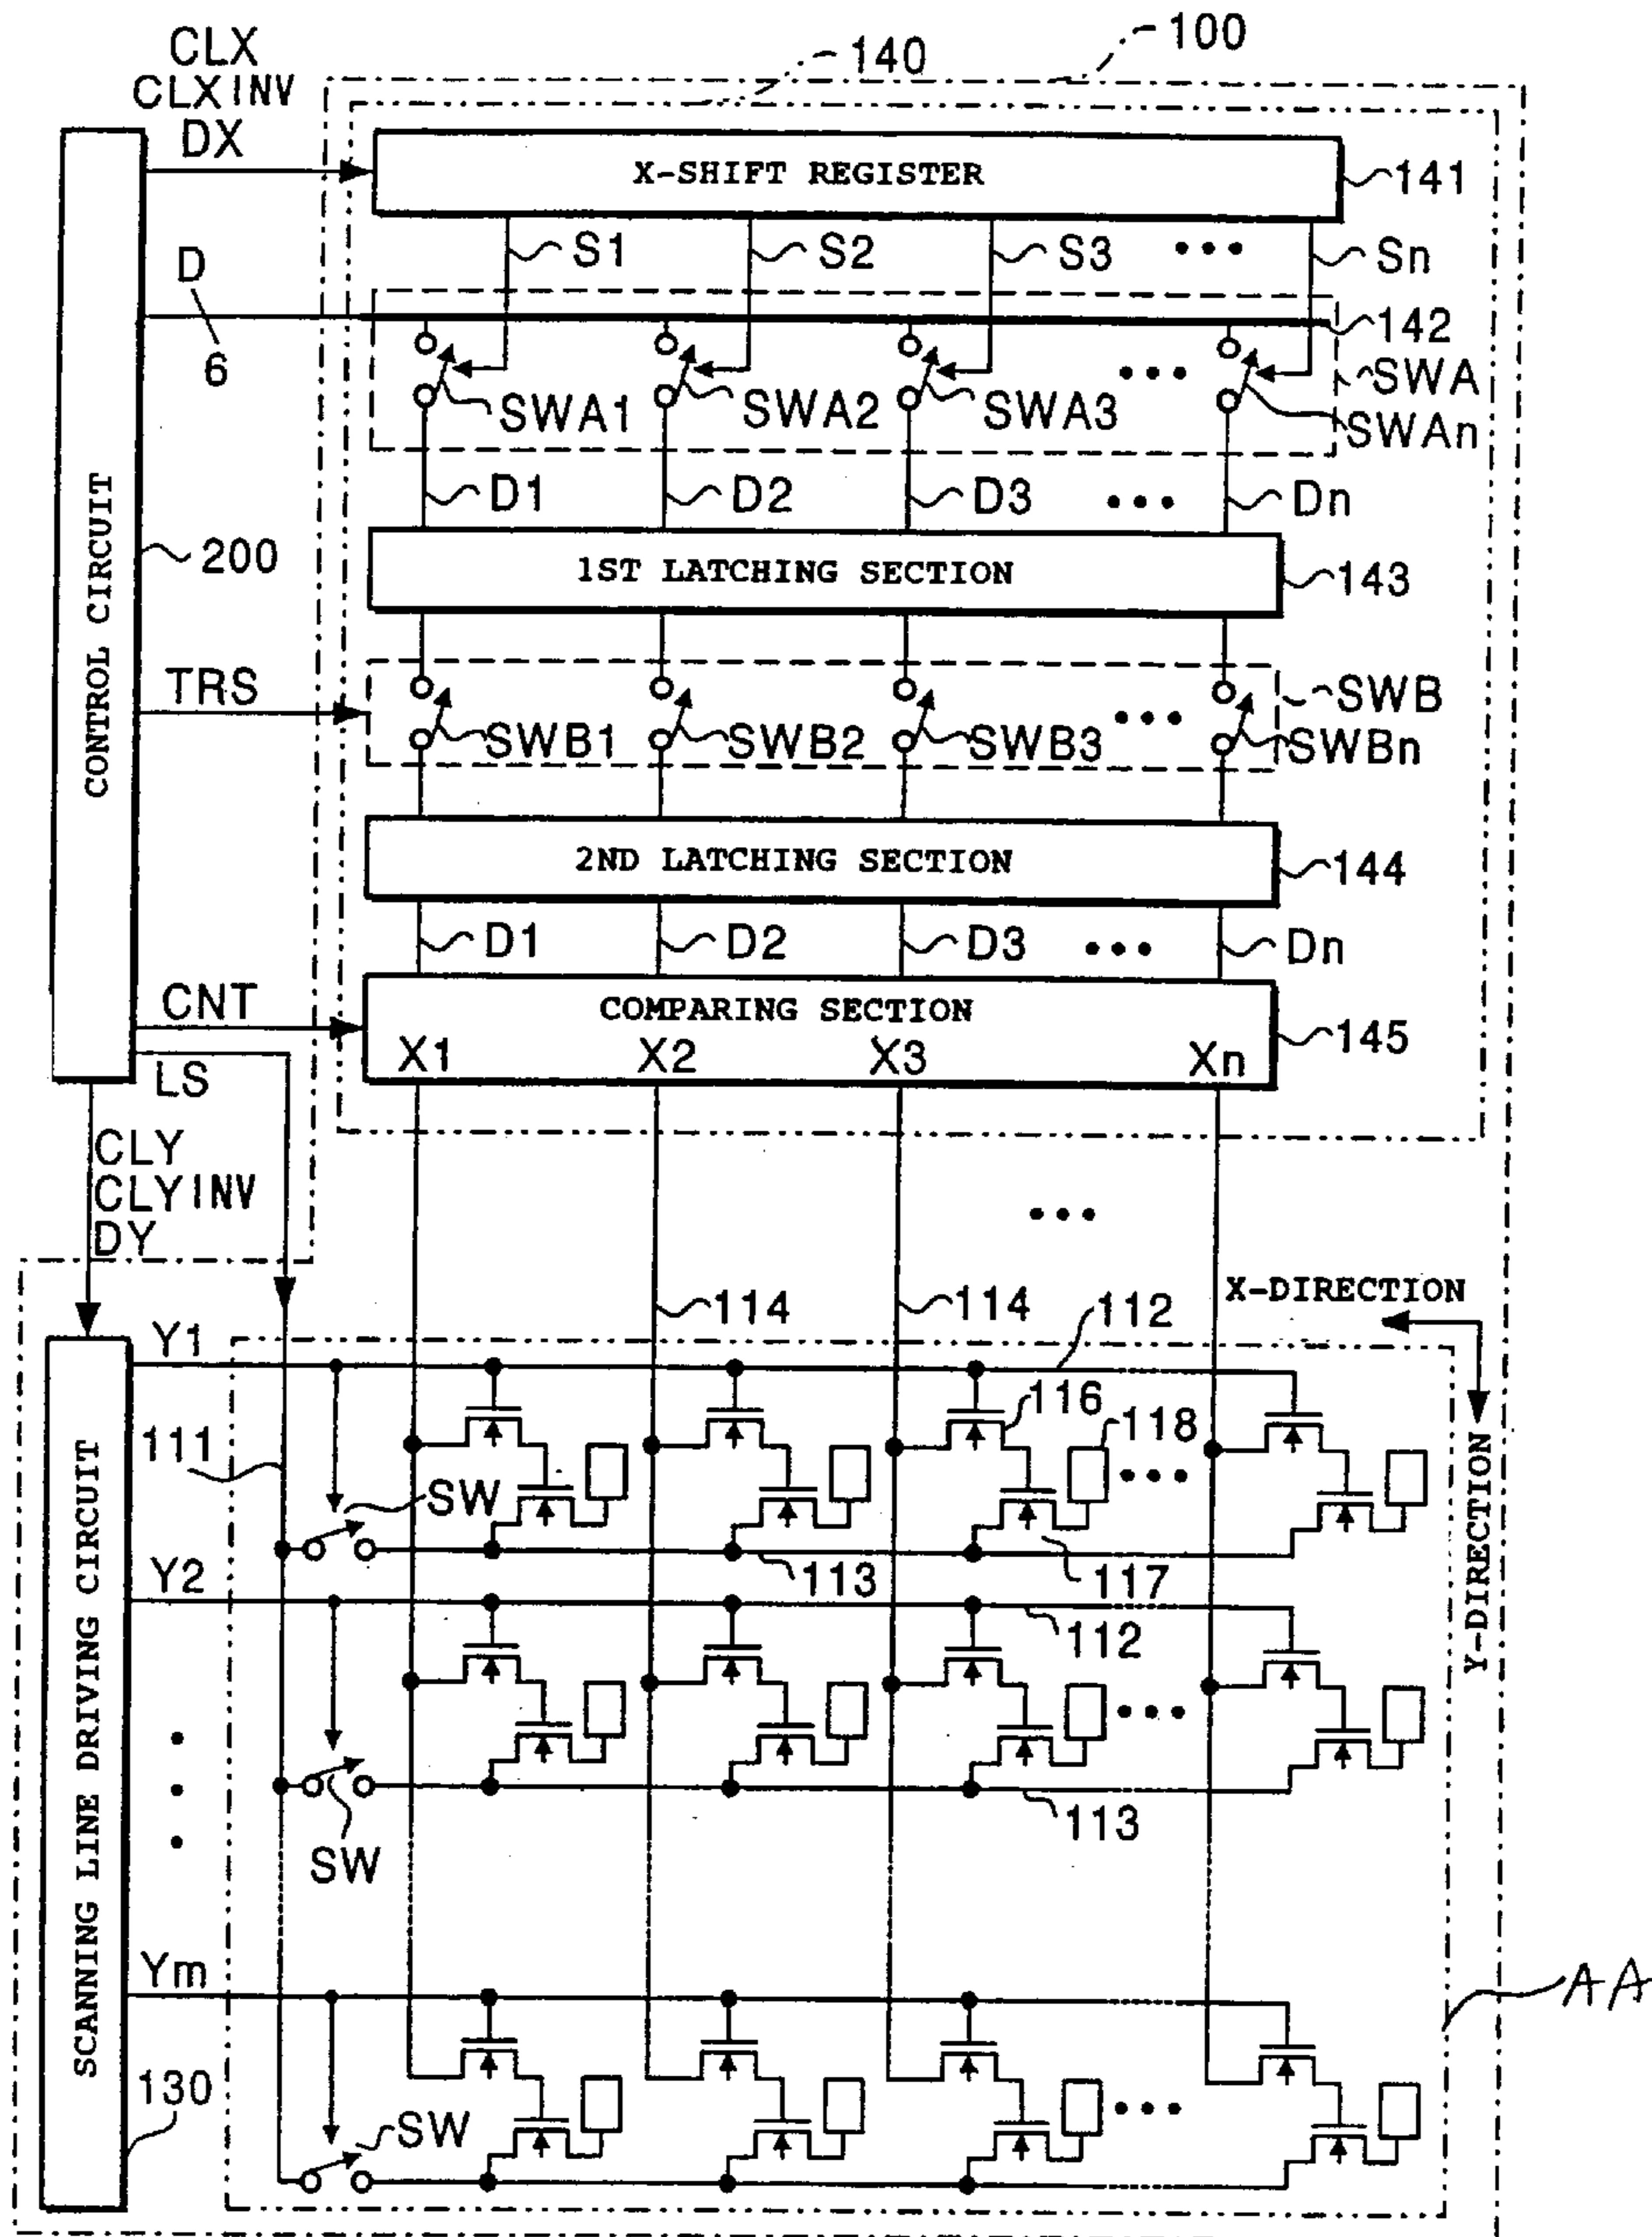 100
140
CLX
CLXINV
DX
X-SHIFT REGISTER
141
S1
S2
S3
•••
Sn
D
6
142
•••
SWA
SWA1
SWA2
SWA3
SWAn
CONTROL CIRCUIT
200
D1
D2
D3
•••
Dn
1ST LATCHING SECTION
143
TRS
•••
SWB
SWB1
SWB2
SWB3
SWBn
2ND LATCHING SECTION
144
D1
D2
D3
•••
Dn
CNT
COMPARING SECTION
145
X1
X2
X3
Xn
LS
CLY
CLYINV
DY
•••
X-DIRECTION
Y-DIRECTION
114
114
112
Y1
111
SW
116
118
•••
113
117
Y2
112
•••
SW
113
SCANNING LINE DRIVING CIRCUIT
•••
Ym
AA
130
SW
•••